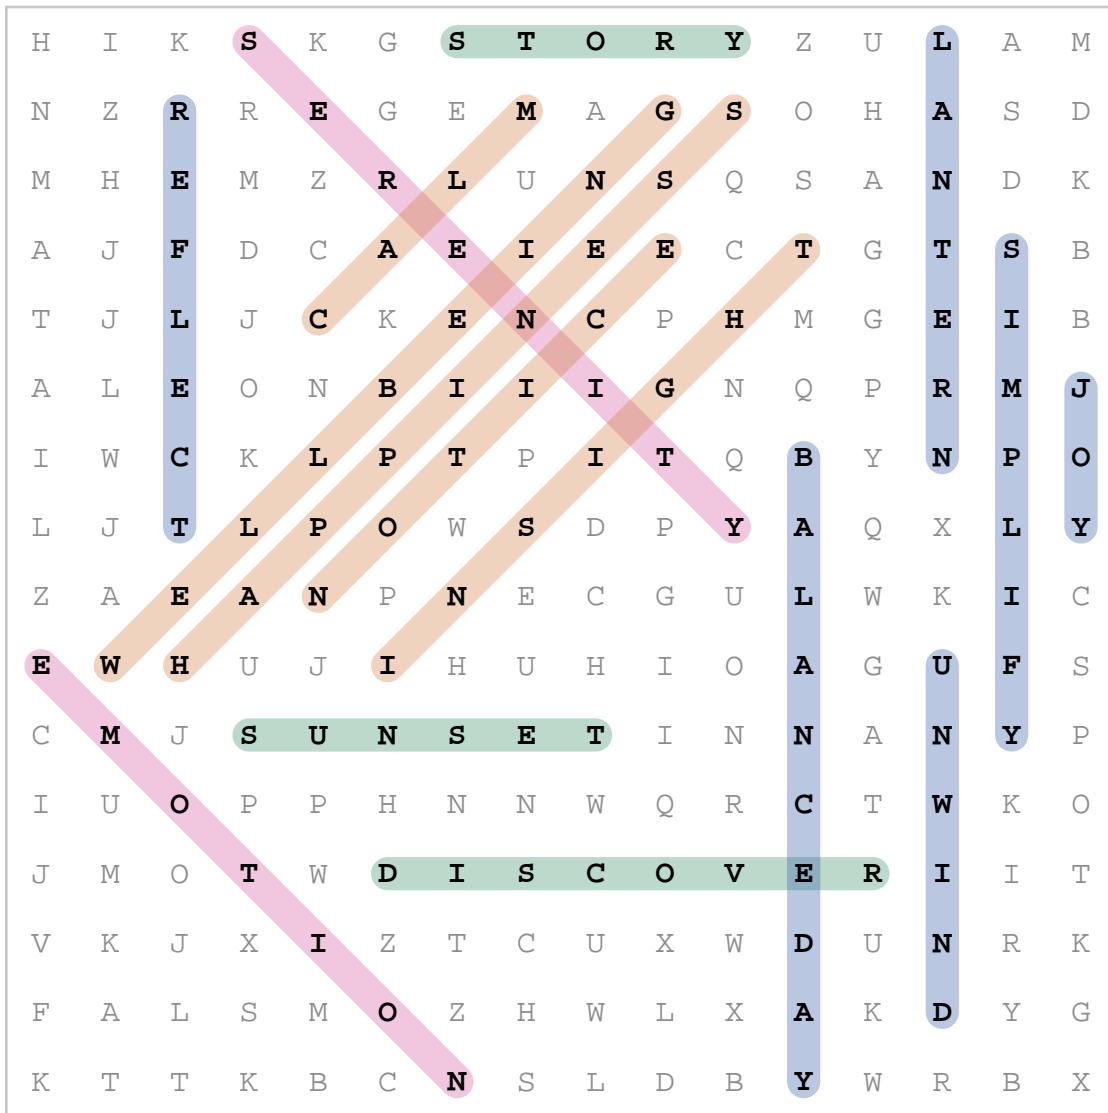 H I K S K G S T O R Y Z U L A M
N Z R R E G E M A G S O H A S D
M H E M Z R L U N S Q S A N D K
A J F D C A E I E E C T G T S B
T J L J C K E N C P H M G E I B
A L E O N B I I I G N Q P R M J
I W C K L P T P I T Q B Y N P O
L J T L P O W S D P Y A Q X L Y
Z A E A N P N E C G U L W K I C
E W H U J I H U H I O A G U F S
C M J S U N S E T I N N A N Y P
I U O P P H N N W Q R C T W K O
J M O T W D I S C O V E R I I T
V K J X I Z T C U X W D U N R K
F A L S M O Z H W L X A K D Y G
K T T K B C N S L D B Y W R B X